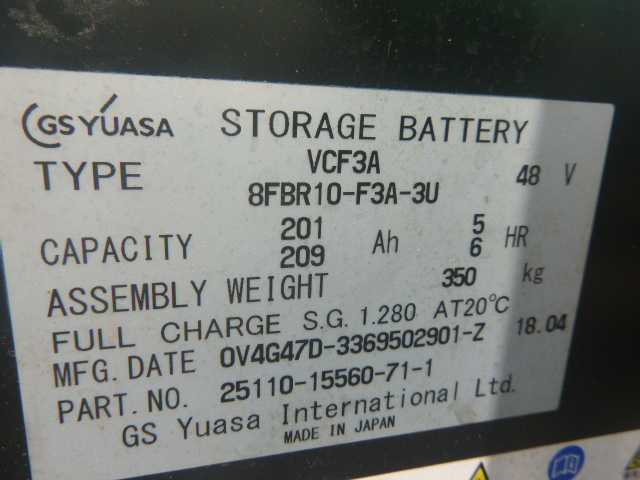 GS YUASA STORAGE BATTERY
TYPE VCF3A 48 V
8FBR10-F3A-3U
CAPACITY 201 Ah 5 HR
209 6
ASSEMBLY WEIGHT 350 kg
FULL CHARGE S.G. 1.280 AT20℃
MFG. DATE 0V4G47D-3369502901-Z 18.04
PART.NO. 25110-15560-71-1
GS Yuasa International Ltd.
MADE IN JAPAN